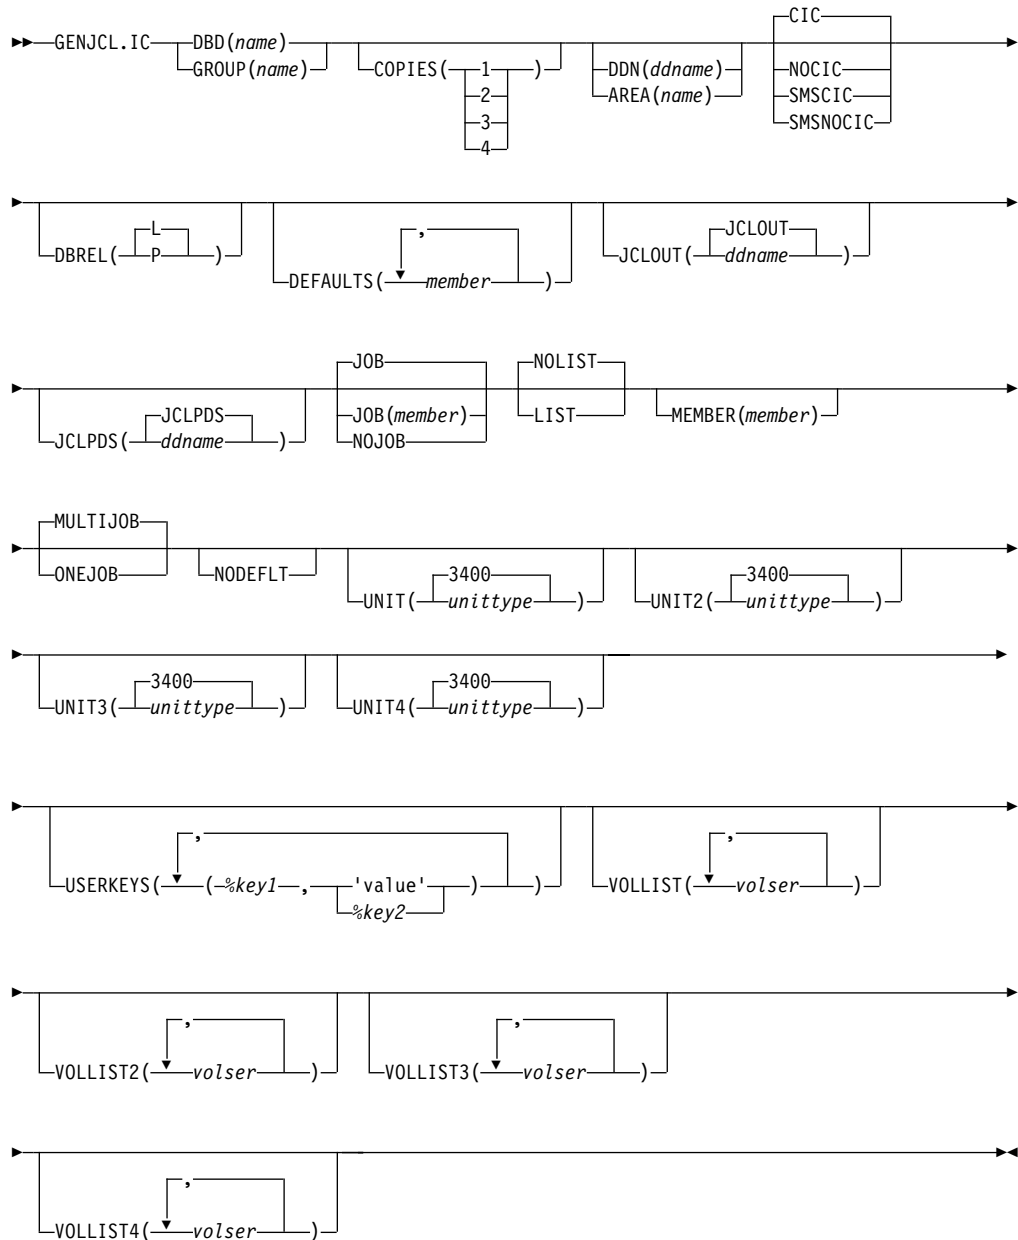 CIC
GENJCL.IC DBD(name) COPIES( 1 ) DDN(ddname) NOCIC
GROUP(name) 2 AREA(name) SMSCIC
3 SMSNOCIC
4
DBREL( L ) DEFAULTS( , member ) JCLOUT( JCLOUT )
P ddname
JCLPDS( JCLPDS ) JOB NOLIST MEMBER(member)
ddname JOB(member) LIST
NOJOB
MULTIJOB NODEFLT UNIT( 3400 ) UNIT2( 3400 )
ONEJOB unittype unittype
UNIT3( 3400 ) UNIT4( 3400 )
unittype unittype
, ,
USERKEYS( (%key1 , 'value' ) ) VOLLIST( volser )
%key2
, ,
VOLLIST2( volser ) VOLLIST3( volser )
,
VOLLIST4( volser )